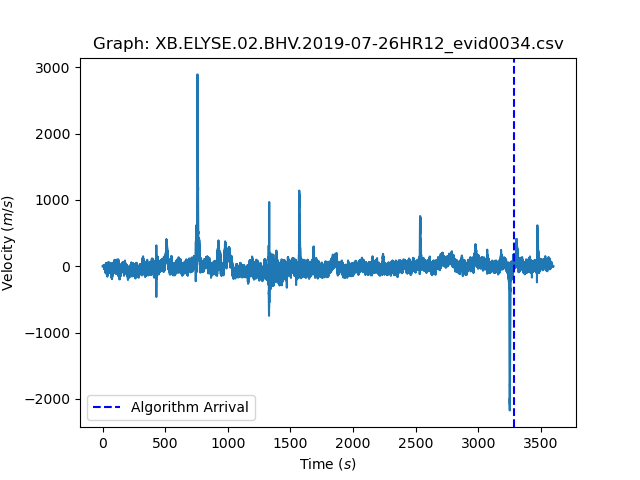 Graph: XB.ELYSE.02.BHV.2019-07-26HR12_evid0034.csv
Velocity (m/s)
3000
2000
1000
0
−1000
−2000
Algorithm Arrival
0 500 1000 1500 2000 2500 3000 3500
Time (s)